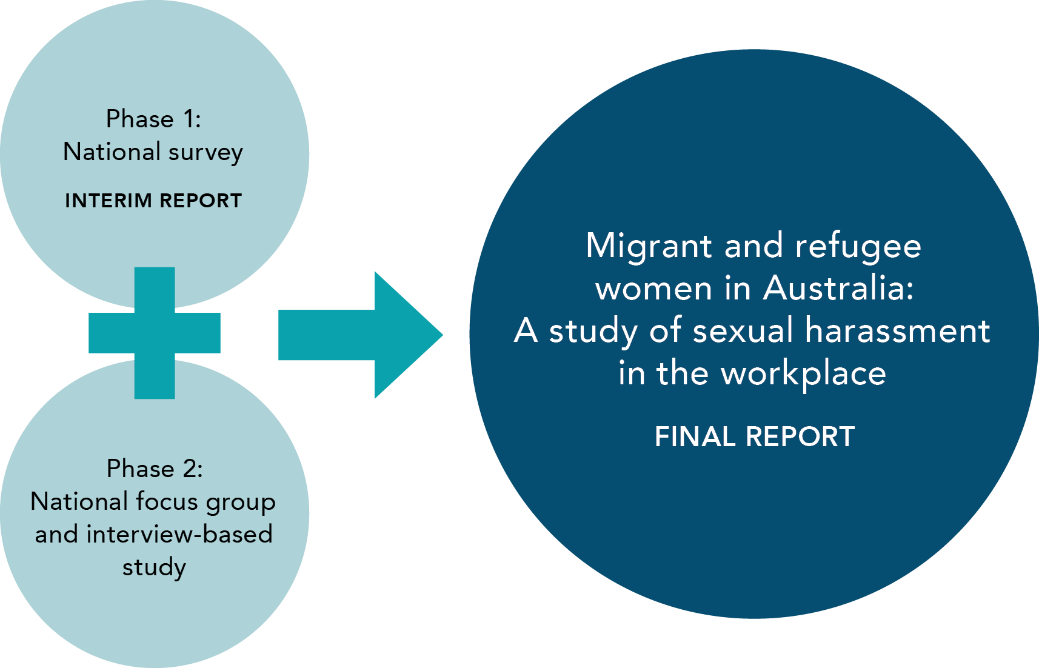 Phase 1:
National survey
INTERIM REPORT
Phase 2:
National focus group
and interview-based
study
Migrant and refugee
women in Australia:
A study of sexual harassment
in the workplace
FINAL REPORT